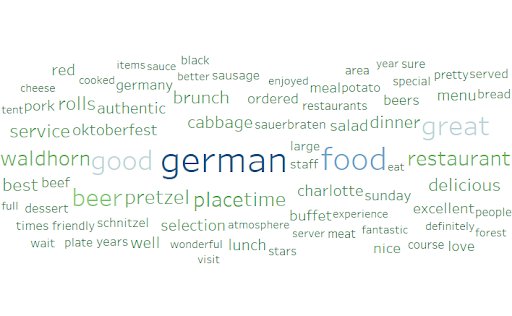 items sauce black
red better sausage area year sure
cheese cooked germany enjoyed meal potato special pretty served
tent pork rolls authentic brunch ordered restaurants beers menu bread
service oktoberfest cabbage sauerbraten salad dinner great
waldhorn good german large staff food eat restaurant
best beef charlotte sunday delicious
full dessert beer pretzel place time buffet experience excellent people
times friendly schnitzel selection atmosphere server meat fantastic definitely forest
wait plate years well wonderful lunch stars nice course love
visit